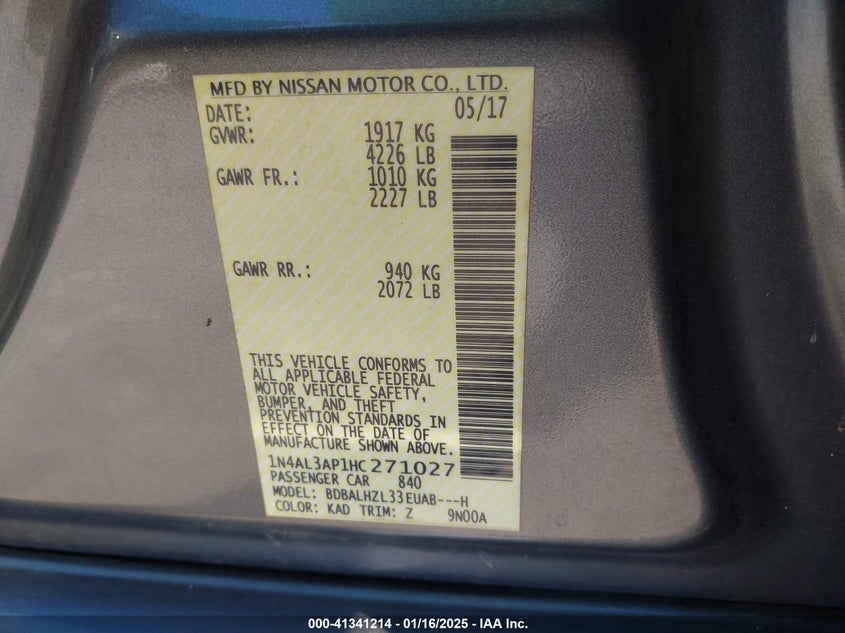 MFD BY NISSAN MOTOR CO., LTD.
DATE: 05/17
GVWR: 1917 KG
4226 LB
GAWR FR.: 1010 KG
2227 LB
GAWR RR.: 940 KG
2072 LB
THIS VEHICLE CONFORMS TO
ALL APPLICABLE FEDERAL
MOTOR VEHICLE SAFETY,
BUMPER, AND THEFT
PREVENTION STANDARDS IN
EFFECT ON THE DATE OF
MANUFACTURE SHOWN ABOVE.
1N4AL3AP1HC271027
PASSENGER CAR 840
MODEL: BDBALHZL33EUAB---H
COLOR: KAD TRIM: Z 9N00A
000-41341214 - 01/16/2025 - IAA Inc.